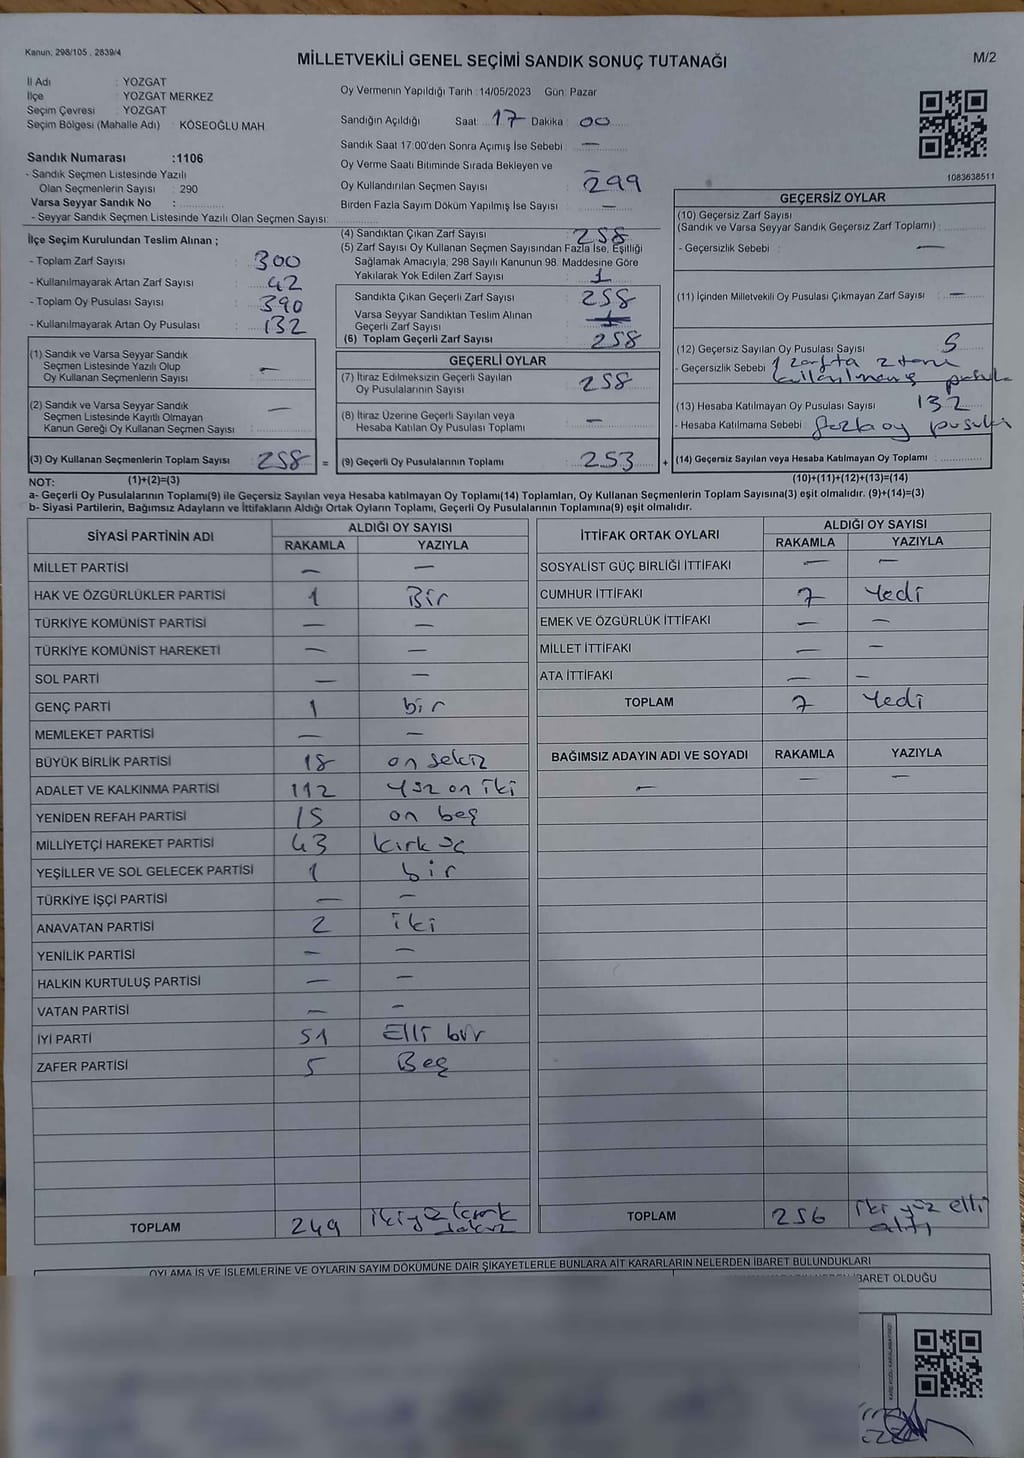 Kanun: 298/105 , 2839/4
MİLLETVEKİLİ GENEL SEÇİMİ SANDIK SONUÇ TUTANAĞI
M/2
İl Adı : YOZGAT
İlçe : YOZGAT MERKEZ
Seçim Çevresi : YOZGAT
Seçim Bölgesi (Mahalle Adı) : KÖSEOĞLU MAH.
Sandık Numarası :1106
- Sandık Seçmen Listesinde Yazılı
Olan Seçmenlerin Sayısı : 290
Varsa Seyyar Sandık No :
- Seyyar Sandık Seçmen Listesinde Yazılı Olan Seçmen Sayısı:
Oy Vermenin Yapıldığı Tarih :14/05/2023 Gün: Pazar
Sandığın Açıldığı Saat : 17 Dakika : 00
Sandık Saat 17:00'den Sonra Açımış İse Sebebi : —
Oy Verme Saati Bitiminde Sırada Bekleyen ve
Oy Kullandırılan Seçmen Sayısı : 299
Birden Fazla Sayım Döküm Yapılmış İse Sayısı : —
1083638511
İlçe Seçim Kurulundan Teslim Alınan ;
- Toplam Zarf Sayısı : 300
- Kullanılmayarak Artan Zarf Sayısı : 42
- Toplam Oy Pusulası Sayısı : 390
- Kullanılmayarak Artan Oy Pusulası : 132
(4) Sandıktan Çıkan Zarf Sayısı : 258
(5) Zarf Sayısı Oy Kullanan Seçmen Sayısından Fazla İse, Eşitliği
Sağlamak Amacıyla, 298 Sayılı Kanunun 98. Maddesine Göre
Yakılarak Yok Edilen Zarf Sayısı : 1
Sandıkta Çıkan Geçerli Zarf Sayısı : 258
Varsa Seyyar Sandıktan Teslim Alınan
Geçerli Zarf Sayısı :
(6) Toplam Geçerli Zarf Sayısı : 258
GEÇERSİZ OYLAR
(10) Geçersiz Zarf Sayısı
(Sandık ve Varsa Seyyar Sandık Geçersiz Zarf Toplamı) :
- Geçersizlik Sebebi : —
(11) İçinden Milletvekili Oy Pusulası Çıkmayan Zarf Sayısı : —
(12) Geçersiz Sayılan Oy Pusulası Sayısı : 5
- Geçersizlik Sebebi : 1 zarfta 2 tane
kullanılmamış pusula
(13) Hesaba Katılmayan Oy Pusulası Sayısı : 132
- Hesaba Katılmama Sebebi : fazla oy pusulası
(14) Geçersiz Sayılan veya Hesaba Katılmayan Oy Toplamı :
(10)+(11)+(12)+(13)=(14)
(1) Sandık ve Varsa Seyyar Sandık
Seçmen Listesinde Yazılı Olup
Oy Kullanan Seçmenlerin Sayısı : —
(2) Sandık ve Varsa Seyyar Sandık
Seçmen Listesinde Kayıtlı Olmayan
Kanun Gereği Oy Kullanan Seçmen Sayısı : —
(3) Oy Kullanan Seçmenlerin Toplam Sayısı : 258 =
(1)+(2)=(3)
GEÇERLİ OYLAR
(7) İtiraz Edilmeksizin Geçerli Sayılan
Oy Pusulalarının Sayısı : 258
(8) İtiraz Üzerine Geçerli Sayılan veya
Hesaba Katılan Oy Pusulası Toplamı : —
(9) Geçerli Oy Pusulalarının Toplamı : 253 +
NOT:
a- Geçerli Oy Pusulalarının Toplamı(9) ile Geçersiz Sayılan veya Hesaba katılmayan Oy Toplamı(14) Toplamları, Oy Kullanan Seçmenlerin Toplam Sayısına(3) eşit olmalıdır. (9)+(14)=(3)
b- Siyasi Partilerin, Bağımsız Adayların ve İttifakların Aldığı Ortak Oyların Toplamı, Geçerli Oy Pusulalarının Toplamına(9) eşit olmalıdır.
SİYASİ PARTİNİN ADI ALDIĞI OY SAYISI
RAKAMLA YAZIYLA
MİLLET PARTİSİ — —
HAK VE ÖZGÜRLÜKLER PARTİSİ 1 Bir
TÜRKİYE KOMÜNİST PARTİSİ — —
TÜRKİYE KOMÜNİST HAREKETİ — —
SOL PARTİ — —
GENÇ PARTİ 1 bir
MEMLEKET PARTİSİ — —
BÜYÜK BİRLİK PARTİSİ 18 on sekiz
ADALET VE KALKINMA PARTİSİ 112 yüz on iki
YENİDEN REFAH PARTİSİ 15 on beş
MİLLİYETÇİ HAREKET PARTİSİ 43 kırk üç
YEŞİLLER VE SOL GELECEK PARTİSİ 1 bir
TÜRKİYE İŞÇİ PARTİSİ — —
ANAVATAN PARTİSİ 2 iki
YENİLİK PARTİSİ — —
HALKIN KURTULUŞ PARTİSİ — —
VATAN PARTİSİ — —
İYİ PARTİ 51 Elli bir
ZAFER PARTİSİ 5 Beş
TOPLAM 249 ikiyüz kırk
dokuz
İTTİFAK ORTAK OYLARI ALDIĞI OY SAYISI
RAKAMLA YAZIYLA
SOSYALİST GÜÇ BİRLİĞİ İTTİFAKI — —
CUMHUR İTTİFAKI 7 Yedi
EMEK VE ÖZGÜRLÜK İTTİFAKI — —
MİLLET İTTİFAKI — —
ATA İTTİFAKI — —
TOPLAM 7 Yedi
BAĞIMSIZ ADAYIN ADI VE SOYADI RAKAMLA YAZIYLA
— — —
TOPLAM 256 iki yüz elli
altı
OYLAMA İŞ VE İŞLEMLERİNE VE OYLARIN SAYIM DÖKÜMÜNE DAİR ŞİKAYETLERLE BUNLARA AİT KARARLARIN NELERDEN İBARET BULUNDUKLARI
İBARET OLDUĞU